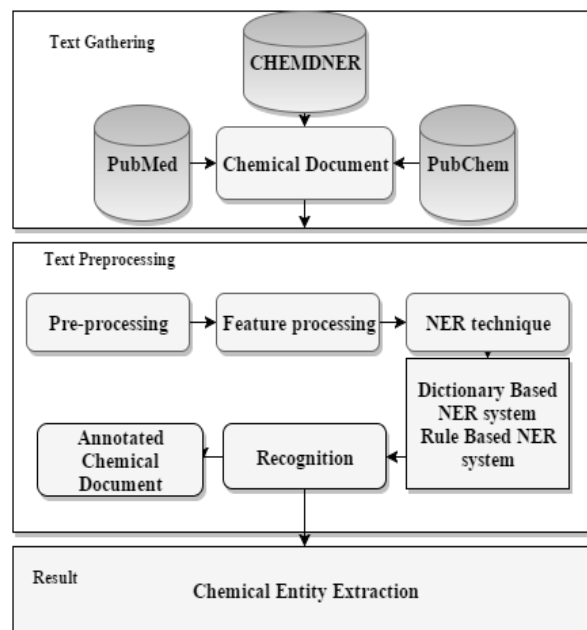 Text Gathering
CHEMDNER
PubMed
Chemical Document
PubChem
Text Preprocessing
Pre-processing
Feature processing
NER technique
Dictionary Based
NER system
Rule Based NER
system
Recognition
Annotated
Chemical
Document
Result
Chemical Entity Extraction